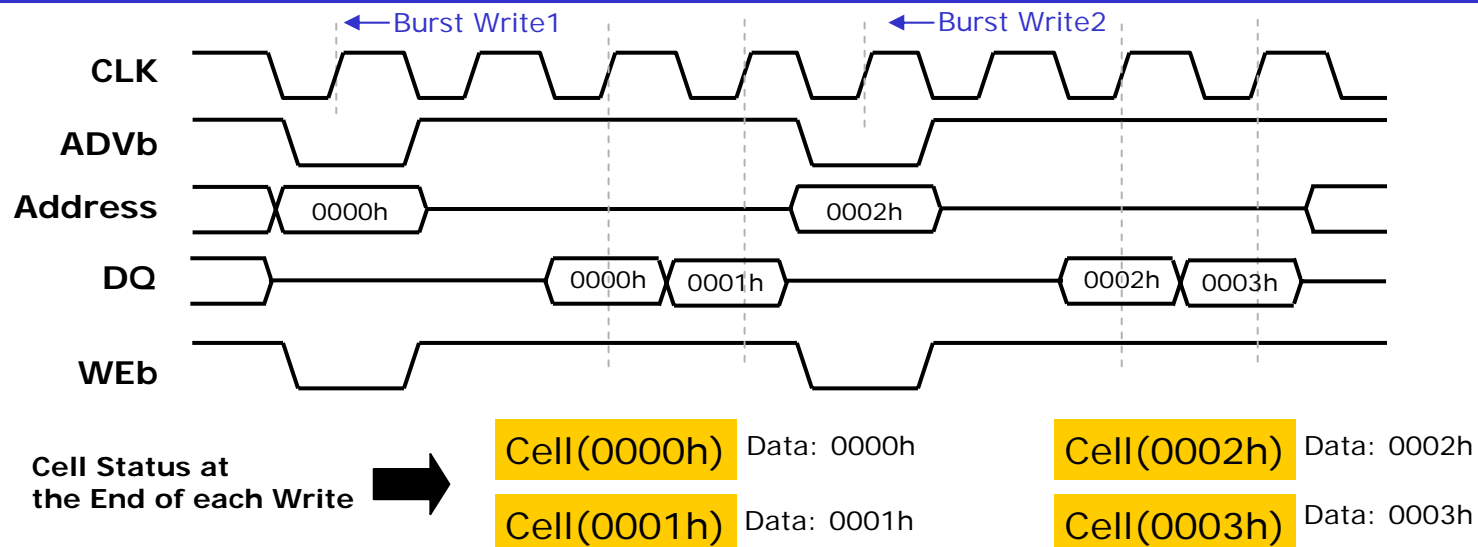 Burst Write1
Burst Write2
CLK
ADVb
Address
0000h
0002h
DQ
0000h
0001h
0002h
0003h
WEb
Cell Status at
the End of each Write
Cell(0000h)
Data: 0000h
Cell(0001h)
Data: 0001h
Cell(0002h)
Data: 0002h
Cell(0003h)
Data: 0003h